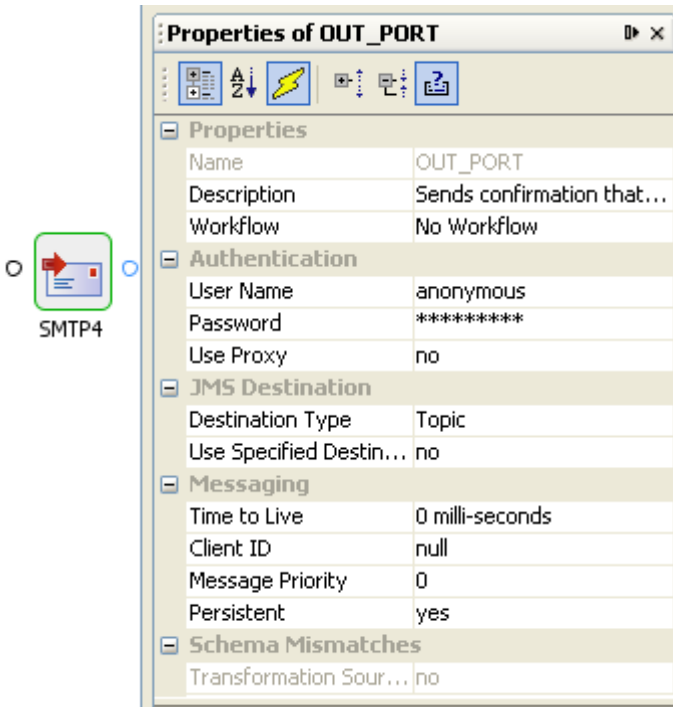 Properties of OUT_PORT
Properties
Name OUT_PORT
Description Sends confirmation that...
Workflow No Workflow
Authentication
User Name anonymous
Password *********
Use Proxy no
JMS Destination
Destination Type Topic
Use Specified Destin... no
Messaging
Time to Live 0 milli-seconds
Client ID null
Message Priority 0
Persistent yes
Schema Mismatches
Transformation Sour... no
SMTP4